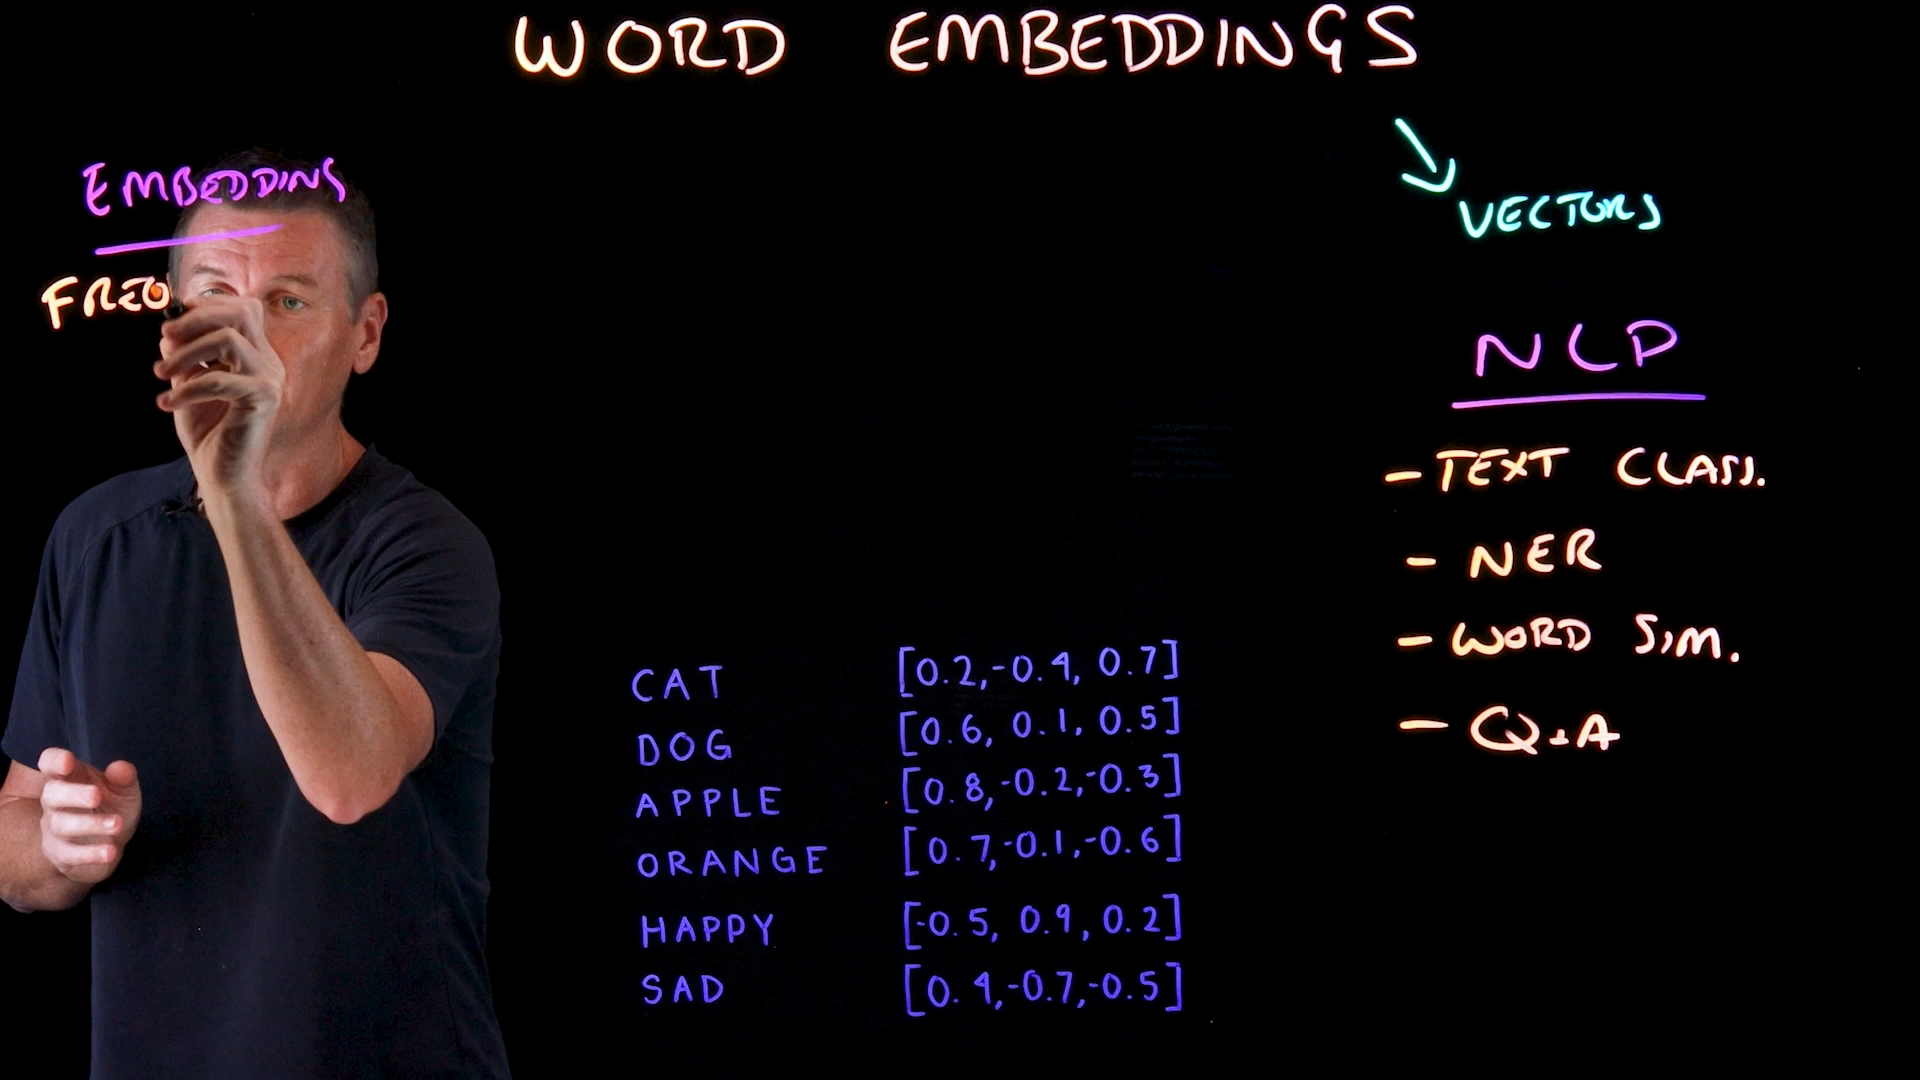 WORD EMBEDDINGS
VECTORS
EMBEDDING
FREQ
NLP
- TEXT CLASS.
- NER
- WORD SIM.
- Q+A
CAT [0.2,-0.4, 0.7]
DOG [0.6, 0.1, 0.5]
APPLE [0.8,-0.2,-0.3]
ORANGE [0.7,-0.1,-0.6]
HAPPY [-0.5, 0.9, 0.2]
SAD [0.4,-0.7,-0.5]